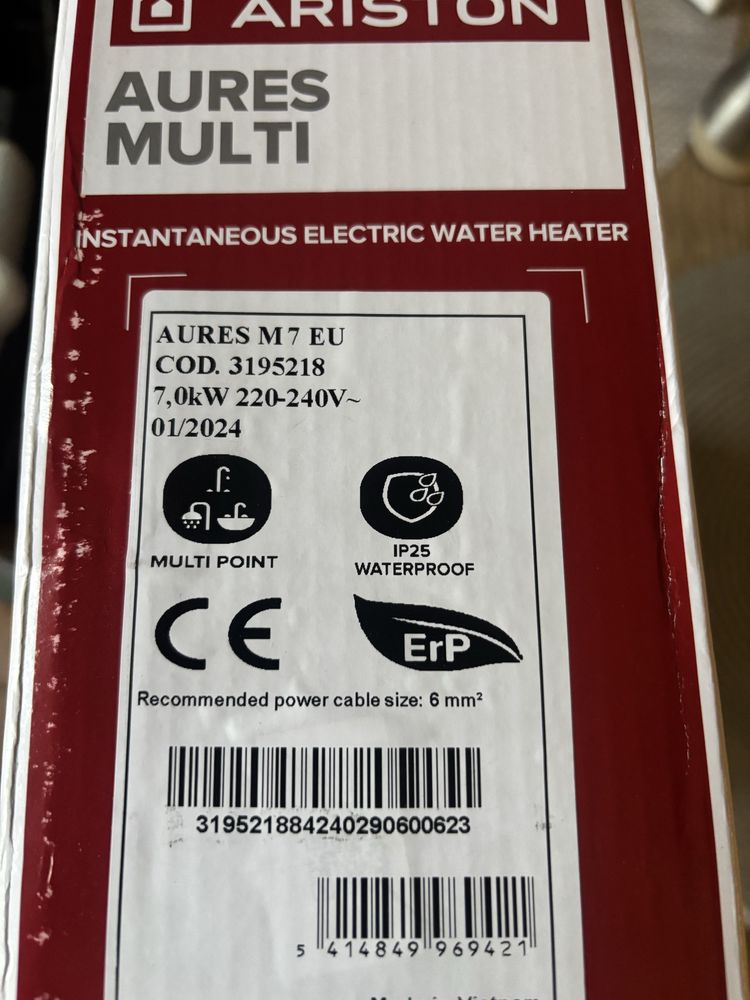 ARISTON
AURES
MULTI
INSTANTANEOUS ELECTRIC WATER HEATER
AURES M 7 EU
COD. 3195218
7,0kW 220-240V~
01/2024
MULTI POINT
IP25
WATERPROOF
CE
ErP
Recommended power cable size: 6 mm²
319521884240290600623
5 414849 969421